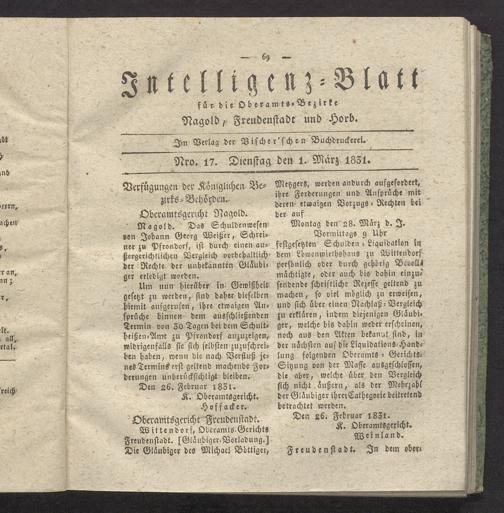 — 69 —
Intelligenz-Blatt
für die Oberamts-Bezirke
Nagold, Freudenstadt und Horb.
Im Verlag der Vischer'schen Buchdruckerei.
Nro. 17. Dienstag den 1. März 1831.
Verfügungen der Königlichen Be-
zirks-Behörden.
Oberamtsgericht Nagold.
Nagold. Das Schuldenwesen
von Johann Georg Weißer, Schrei-
ner zu Pfrondorf, ist durch einen au-
ßergerichtlichen Vergleich vorbehaltlich
der Rechte der unbekannten Gläubi-
ger erledigt worden.
Um nun hierüber in Gewißheit
gesetzt zu werden, sind daher dieselben
hiemit aufgerufen, ihre etwaigen An-
sprüche binnen dem ausschließenden
Termin von 30 Tagen bei dem Schult-
heißen-Amt zu Pfrondorf anzuzeigen,
widrigenfalls sie sich selbsten zuzuschrei-
ben haben, wenn die nach Verfluß je-
nes Termins erst geltend machende For-
derungen unberücksichtigt bleiben.
Den 26. Februar 1831.
K. Oberamtsgericht.
Hoffacker.
Oberamtsgericht Freudenstadt.
Wittendorf, Oberamts-Gerichts
Freudenstadt. [Gläubiger-Vorladung.]
Die Gläubiger des Michael Böttiger,
Metzgers, werden andurch aufgefordert,
ihre Forderungen und Ansprüche mit
deren etwaigen Vorzugs-Rechten bei
der auf
Montag den 28. März d. J.
Vormittags 9 Uhr
festgesetzten Schulden-Liquidation in
dem Löwenwirthshaus zu Wittendorf
persönlich oder durch gehörig Bevoll-
mächtigte, oder auch bis dahin einzu-
sendende schriftliche Rezesse geltend zu
machen, so viel möglich zu erweisen,
und sich über einen Nachlaß-Vergleich
zu erklären, indem diejenigen Gläubi-
ger, welche bis dahin weder erscheinen,
noch aus den Akten bekannt sind, in
der nächsten auf die Liquidations-Hand-
lung folgenden Oberamts-Gerichts-
Sitzung von der Masse ausgeschlossen,
die aber, welche über den Vergleich
sich nicht äußern, als der Mehrzahl
der Gläubiger ihrer Cathegorie beitretend
betrachtet werden.
Den 26. Februar 1831.
K. Oberamtsgericht.
Weinland.
Freudenstadt. In dem ober-